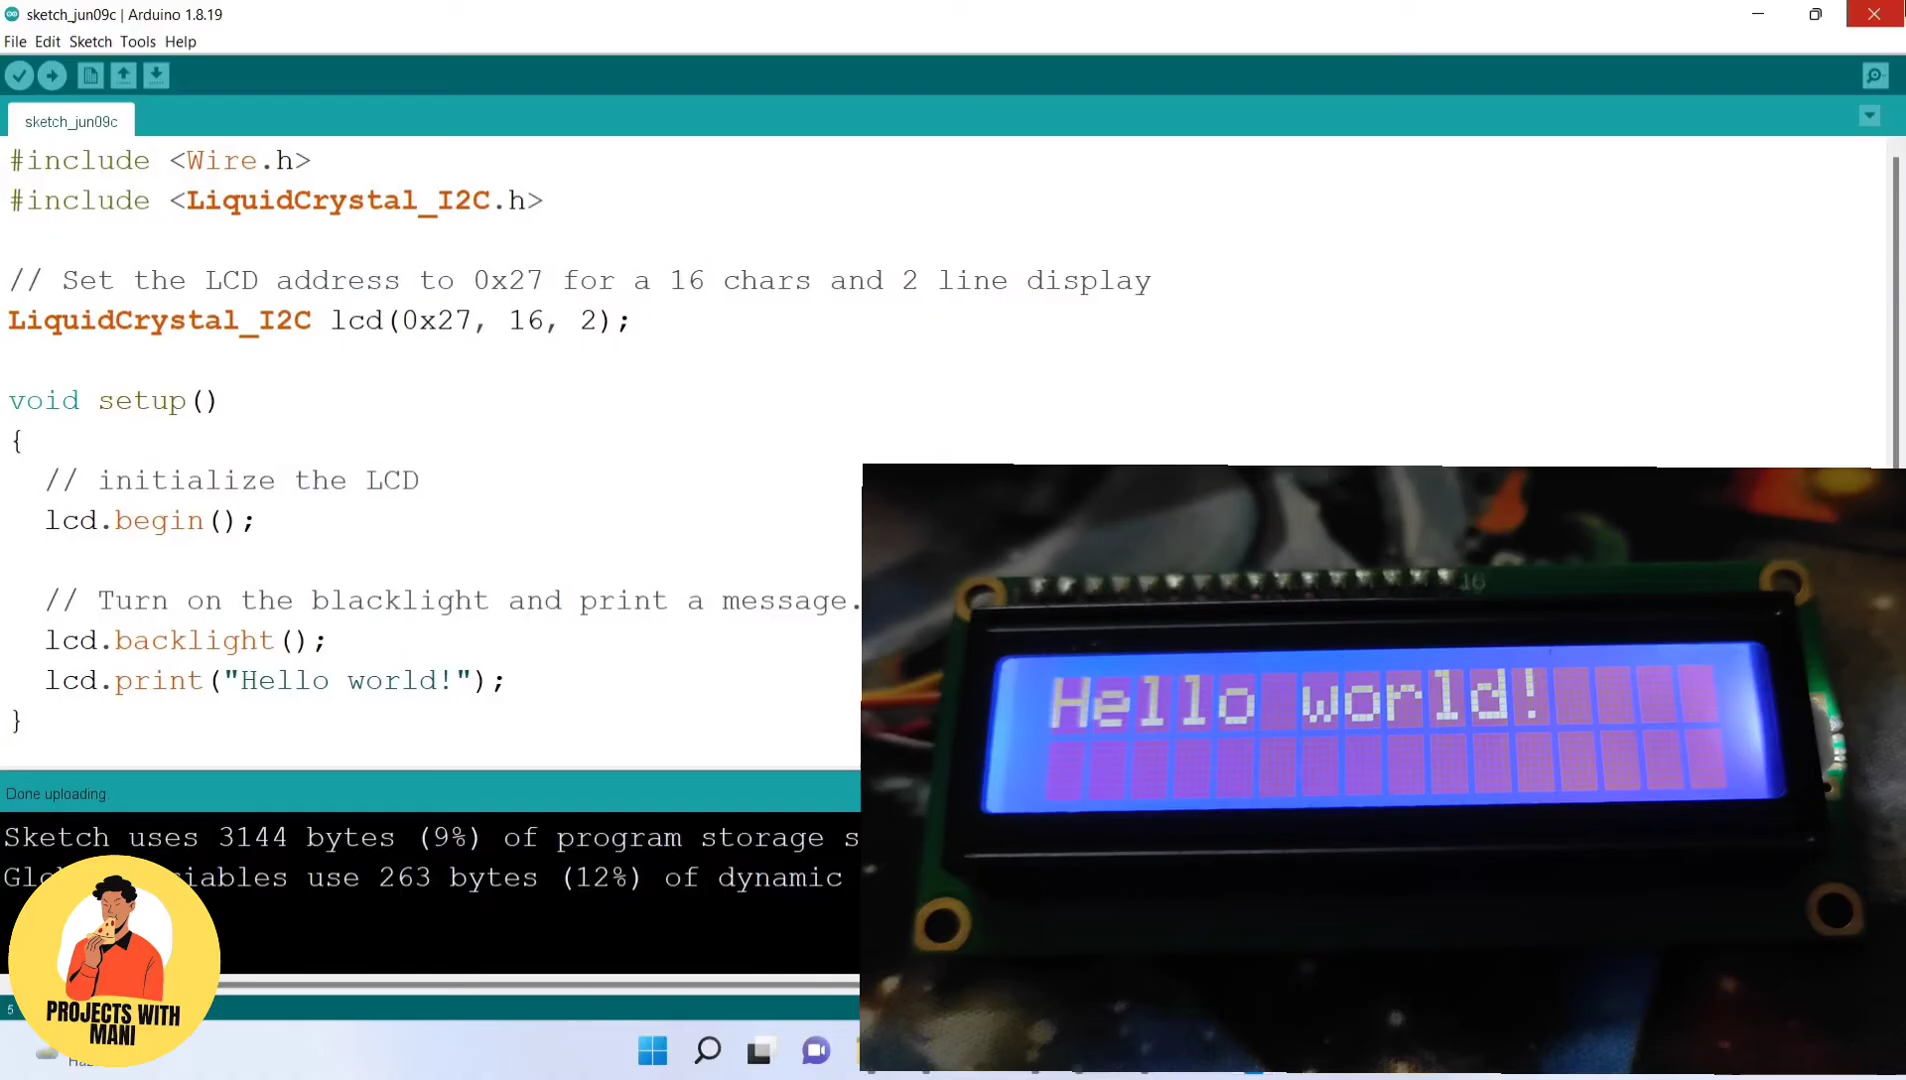 sketch_jun09c | Arduino 1.8.19
File Edit Sketch Tools Help
sketch_jun09c
#include <Wire.h>
#include <LiquidCrystal_I2C.h>
// Set the LCD address to 0x27 for a 16 chars and 2 line display
LiquidCrystal_I2C lcd(0x27, 16, 2);
void setup()
{
// initialize the LCD
lcd.begin();
// Turn on the blacklight and print a message.
lcd.backlight();
lcd.print("Hello world!");
}
16
Hello world!
Done uploading.
Sketch uses 3144 bytes (9%) of program storage s
Gl iables use 263 bytes (12%) of dynamic
5
PROJECTS WITH
MANI